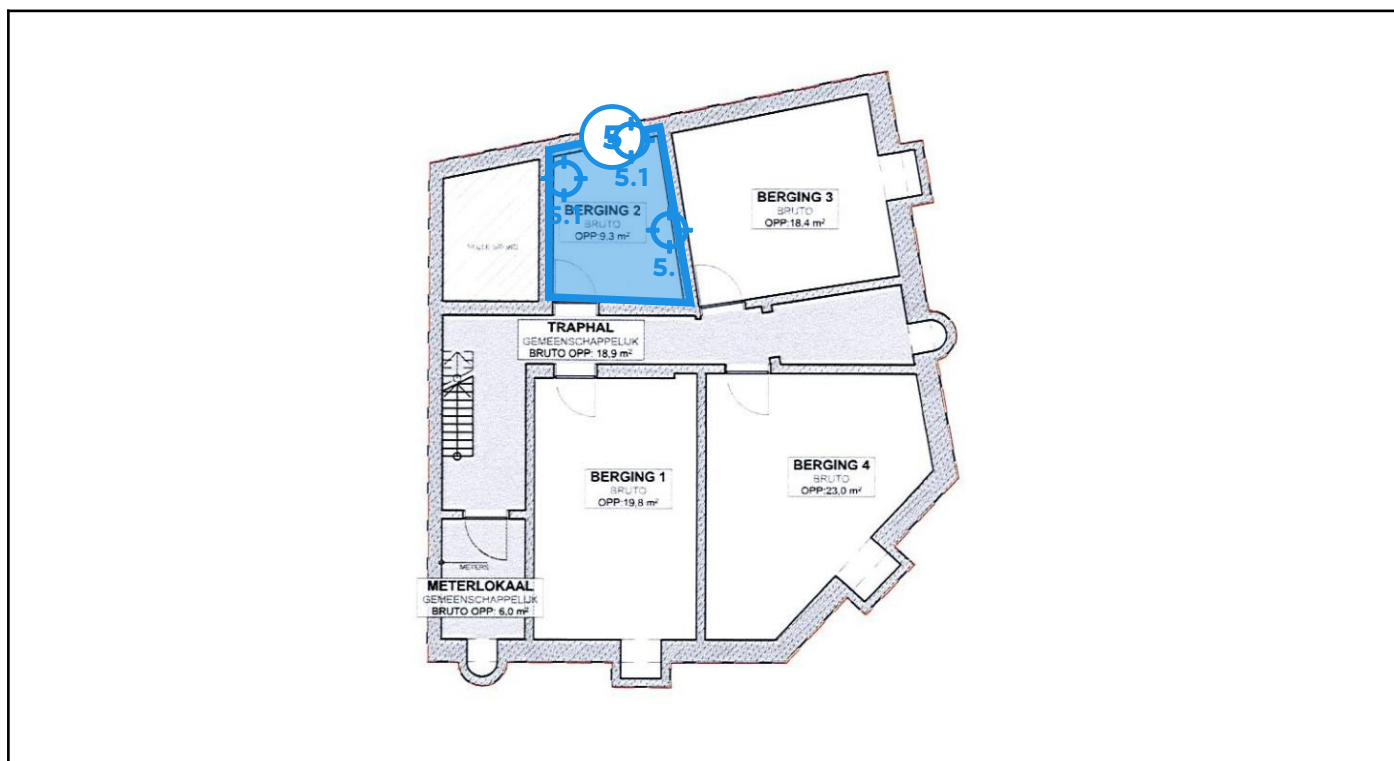 5
5.1
5.1
5.
BERGING 2
BRUTO
OPP:9,3 m²
BERGING 3
BRUTO
OPP:18,4 m²
TRAPHAL
GEMEENSCHAPPELIJK
BRUTO OPP: 18,9 m²
BERGING 1
BRUTO
OPP:19,8 m²
BERGING 4
BRUTO
OPP:23,0 m²
METERS
METERLOKAAL
GEMEENSCHAPPELIJK
BRUTO OPP: 6,0 m²